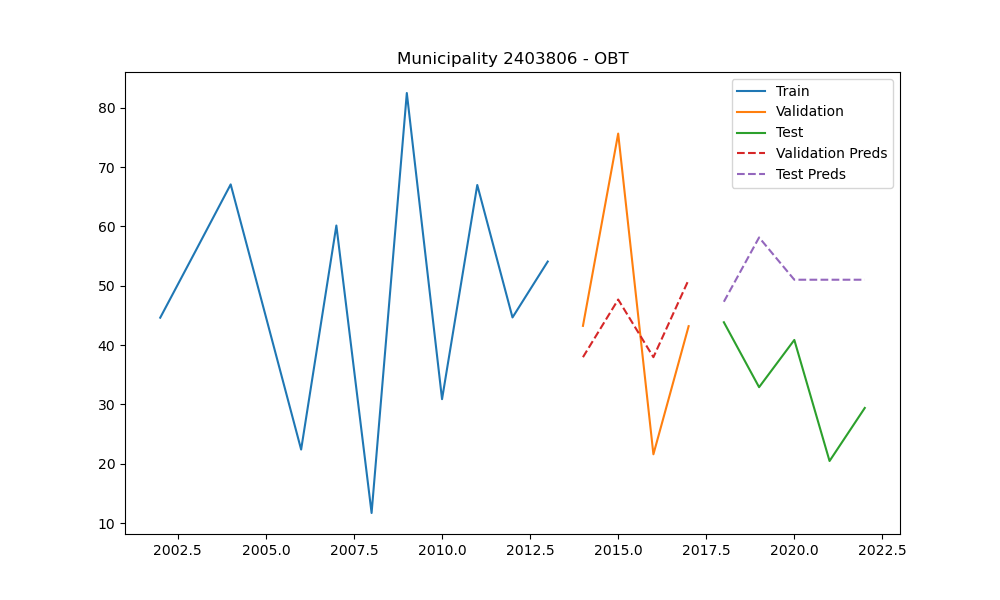 Municipality 2403806 - OBT
Train
Validation
Test
Validation Preds
Test Preds
80
70
60
50
40
30
20
10
2002.5 2005.0 2007.5 2010.0 2012.5 2015.0 2017.5 2020.0 2022.5